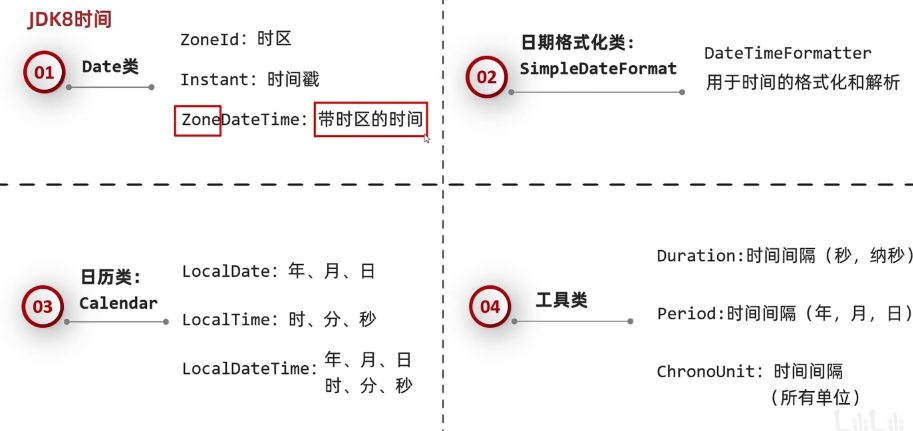 JDK8时间
01
Date类
ZoneId：时区
Instant：时间戳
ZoneDateTime：带时区的时间
02
日期格式化类：
SimpleDateFormat
DateTimeFormatter
用于时间的格式化和解析
03
日历类：
Calendar
LocalDate：年、月、日
LocalTime：时、分、秒
LocalDateTime：年、月、日
时、分、秒
04
工具类
Duration:时间间隔（秒，纳秒）
Period:时间间隔（年，月，日）
ChronoUnit：时间间隔
（所有单位）